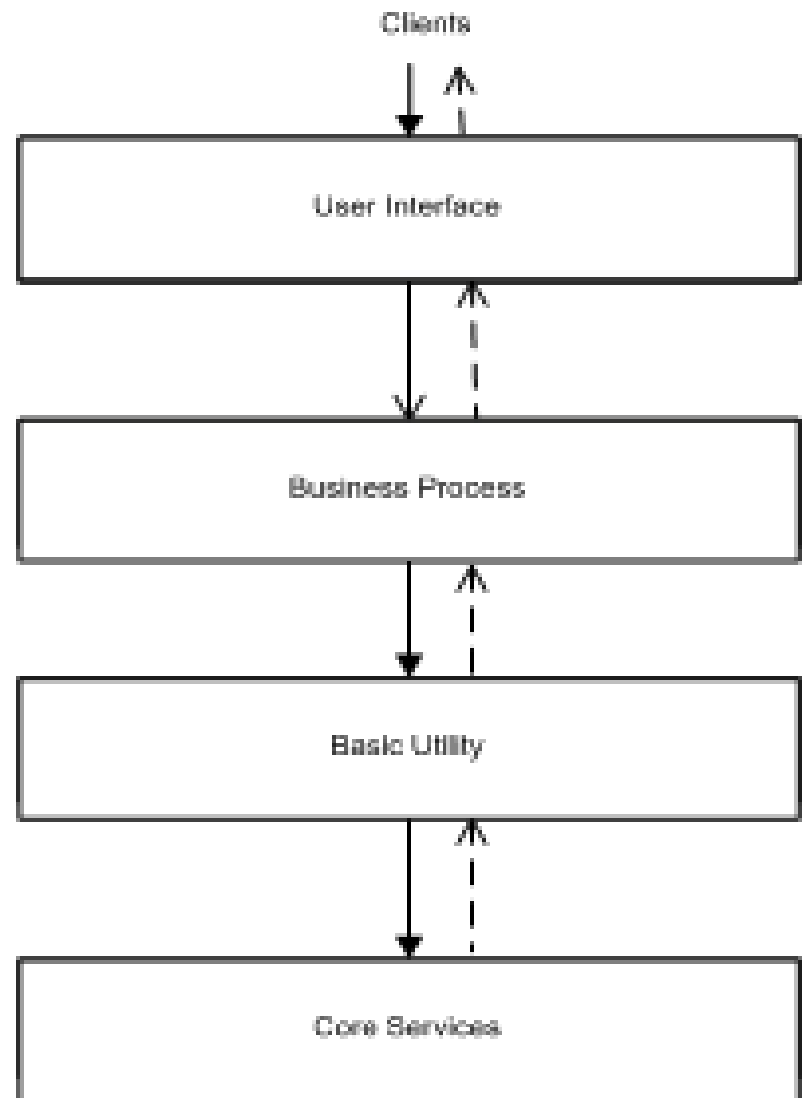 Clients
User Interface
Business Process
Basic Utility
Core Services